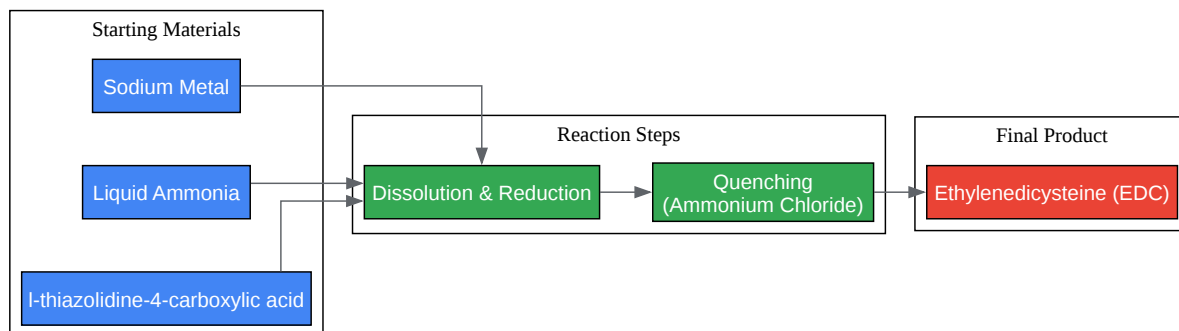 Starting Materials
Sodium Metal
Liquid Ammonia
l-thiazolidine-4-carboxylic acid
Reaction Steps
Dissolution & Reduction
Quenching
(Ammonium Chloride)
Final Product
Ethylenedicysteine (EDC)